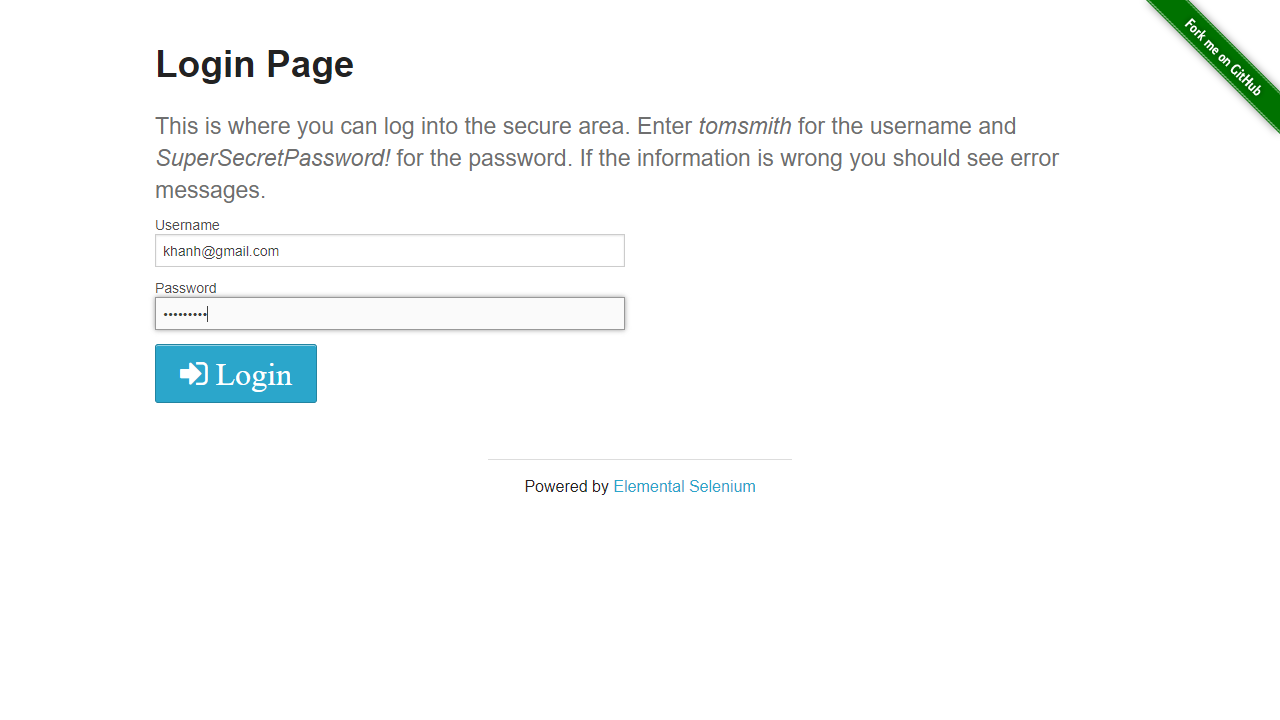 Fork me on GitHub
Login Page
This is where you can log into the secure area. Enter tomsmith for the username and
SuperSecretPassword! for the password. If the information is wrong you should see error
messages.
Username
khanh@gmail.com
Password
•••••••••
Login
Powered by Elemental Selenium